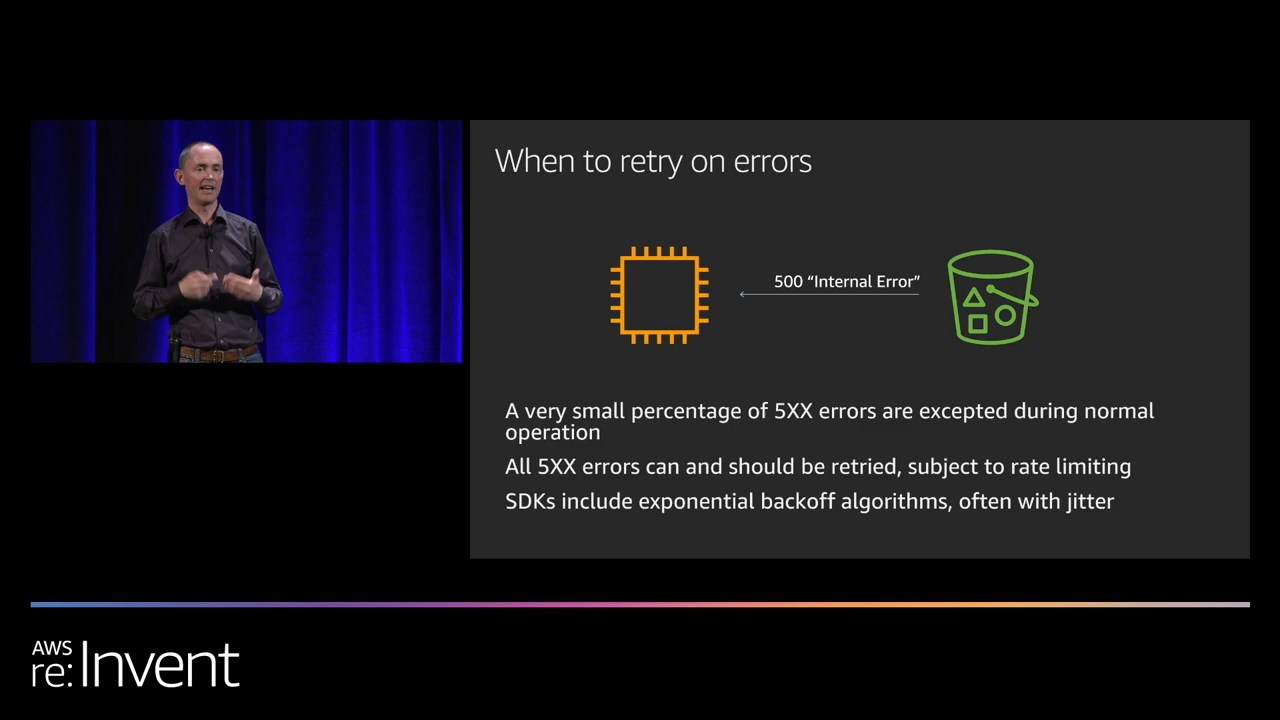 When to retry on errors
500 “Internal Error”
A very small percentage of 5XX errors are excepted during normal
operation
All 5XX errors can and should be retried, subject to rate limiting
SDKs include exponential backoff algorithms, often with jitter
AWS
re:Invent